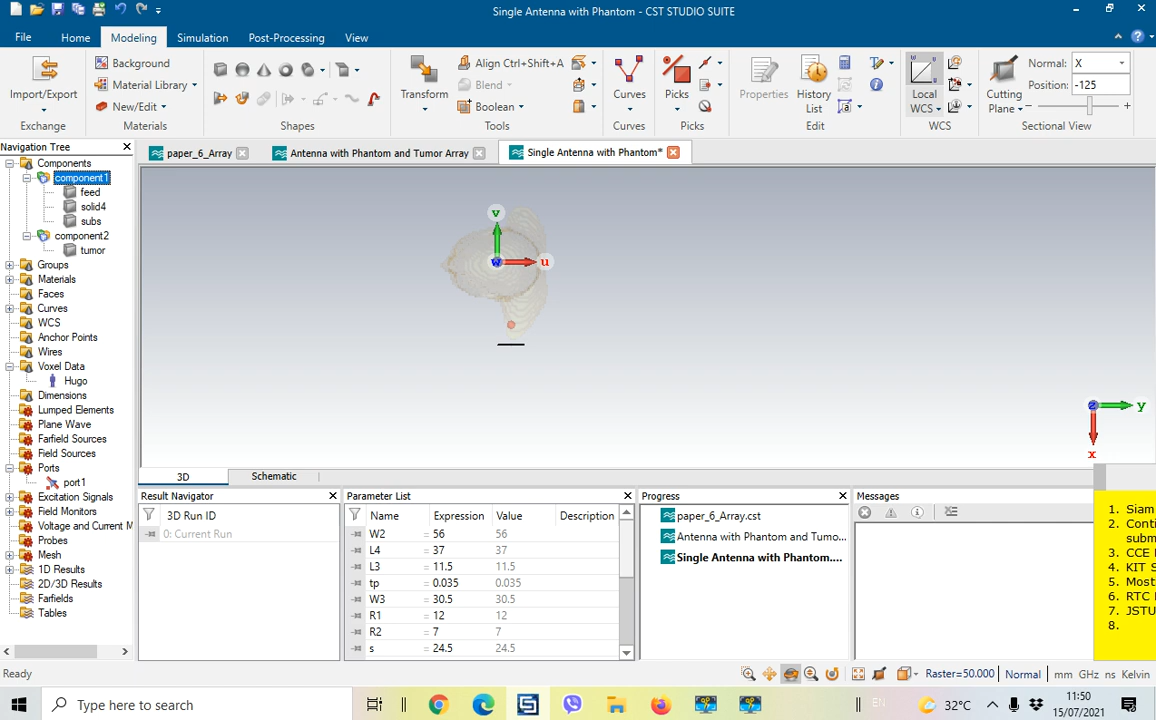 Single Antenna with Phantom - CST STUDIO SUITE
File Home Modeling Simulation Post-Processing View
Import/Export
Exchange
Background
Material Library
New/Edit
Materials
Shapes
Transform
Align Ctrl+Shift+A
Blend
Boolean
Tools
Curves
Curves
Picks
Picks
Properties
History List
Edit
Local WCS
WCS
Cutting Plane
Normal: X
Position: -125
Sectional View
Navigation Tree
paper_6_Array
Antenna with Phantom and Tumor Array
Single Antenna with Phantom*
Components
component1
feed
solid4
subs
component2
tumor
Groups
Materials
Faces
Curves
WCS
Anchor Points
Wires
Voxel Data
Hugo
Dimensions
Lumped Elements
Plane Wave
Farfield Sources
Field Sources
Ports
port1
Excitation Signals
Field Monitors
Voltage and Current M
Probes
Mesh
1D Results
2D/3D Results
Farfields
Tables
v
w
u
z
y
x
3D Schematic
Result Navigator
3D Run ID
0: Current Run
Parameter List
Name Expression Value Description
W2 = 56 56
L4 = 37 37
L3 = 11.5 11.5
tp = 0.035 0.035
W3 = 30.5 30.5
R1 = 12 12
R2 = 7 7
s = 24.5 24.5
Progress
paper_6_Array.cst
Antenna with Phantom and Tumo...
Single Antenna with Phantom....
Messages
1. Siam
2. Conti
subm
3. CCE
4. KIT S
5. Most
6. RTC
7. JSTU
8.
Ready
Raster=50.000 Normal mm GHz ns Kelvin
Type here to search
EN
32°C
11:50
15/07/2021